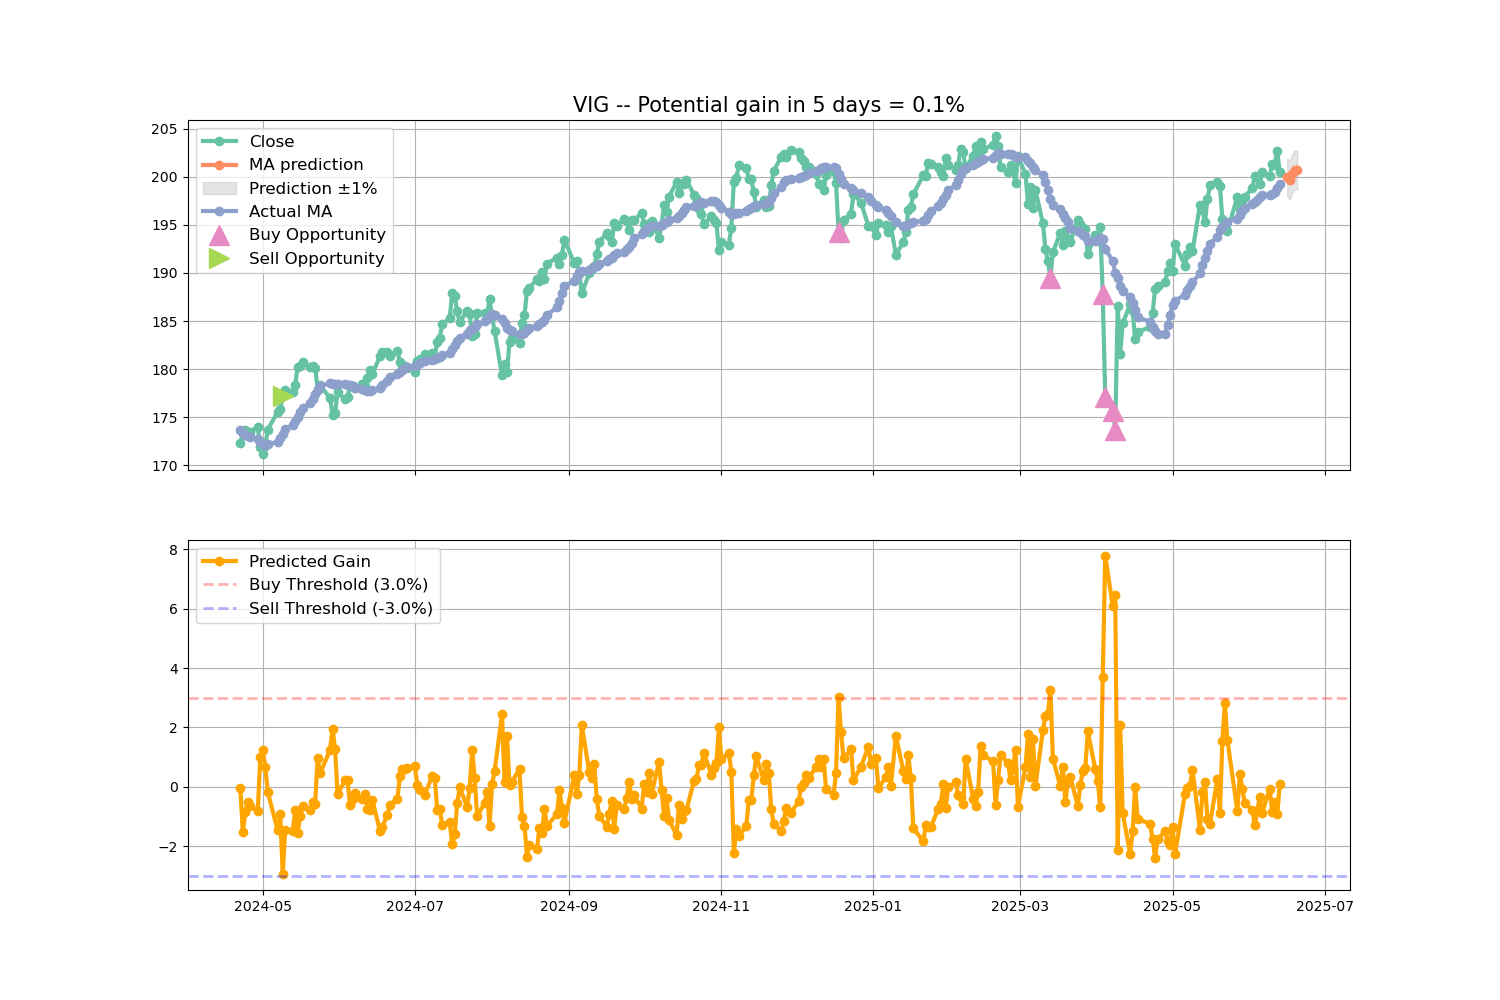 VIG -- Potential gain in 5 days = 0.1%
205
200
195
190
185
180
175
170
Close
MA prediction
Prediction ±1%
Actual MA
Buy Opportunity
Sell Opportunity
8
6
4
2
0
−2
Predicted Gain
Buy Threshold (3.0%)
Sell Threshold (-3.0%)
2024-05
2024-07
2024-09
2024-11
2025-01
2025-03
2025-05
2025-07